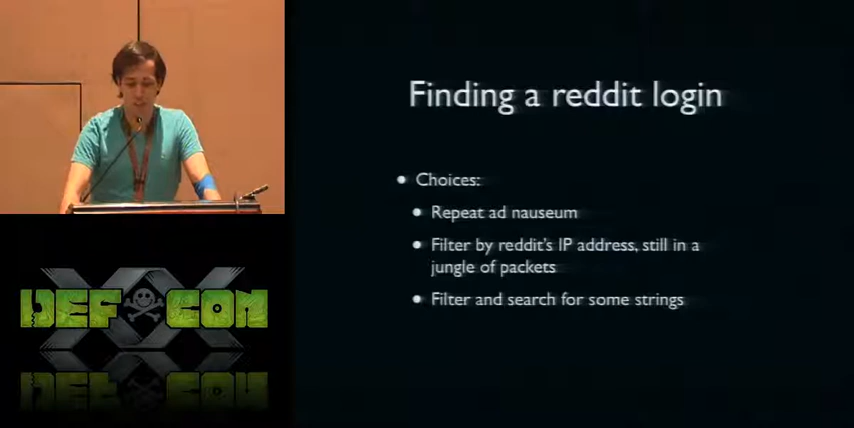 Finding a reddit login
Choices:
Repeat ad nauseum
Filter by reddit's IP address, still in a
jungle of packets
Filter and search for some strings
DEF CON
XX